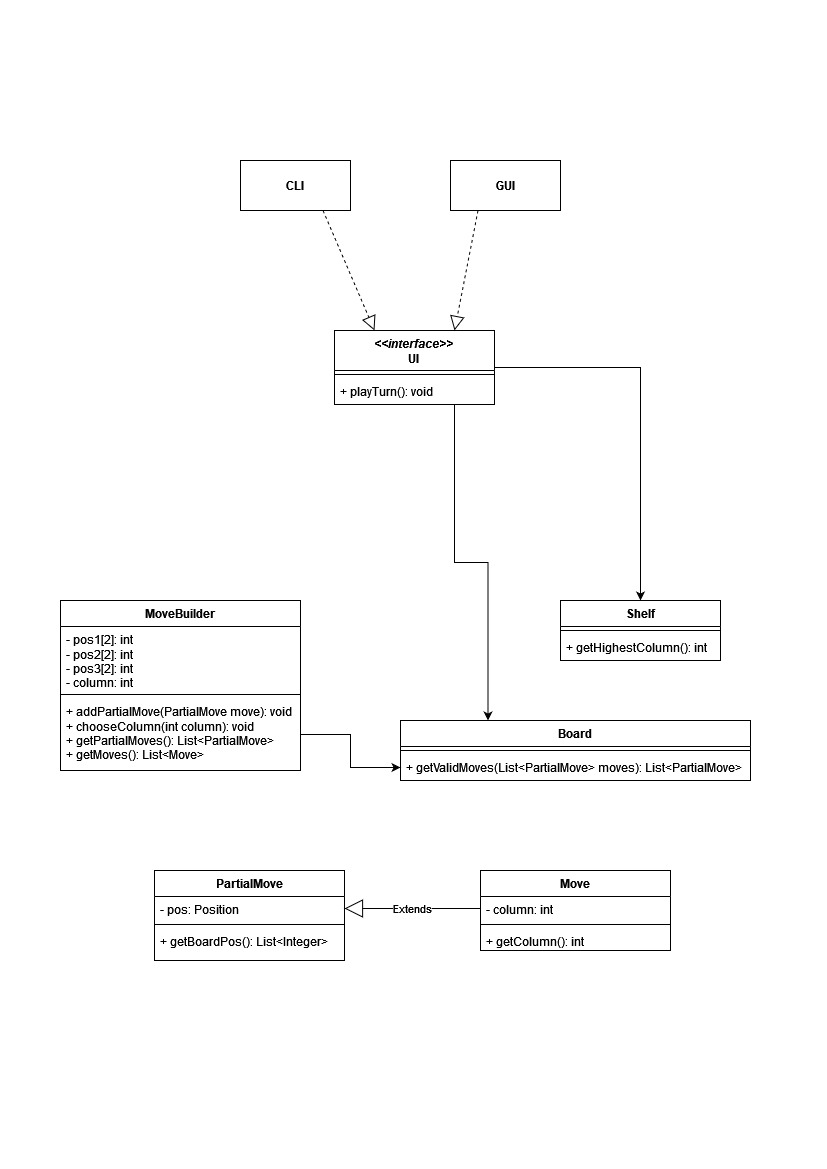 CLI
GUI
<<interface>>
UI
+ playTurn(): void
MoveBuilder
- pos1[2]: int
- pos2[2]: int
- pos3[2]: int
- column: int
+ addPartialMove(PartialMove move): void
+ chooseColumn(int column): void
+ getPartialMoves(): List<PartialMove>
+ getMoves(): List<Move>
Shelf
+ getHighestColumn(): int
Board
+ getValidMoves(List<PartialMove> moves): List<PartialMove>
PartialMove
- pos: Position
+ getBoardPos(): List<Integer>
Extends
Move
- column: int
+ getColumn(): int